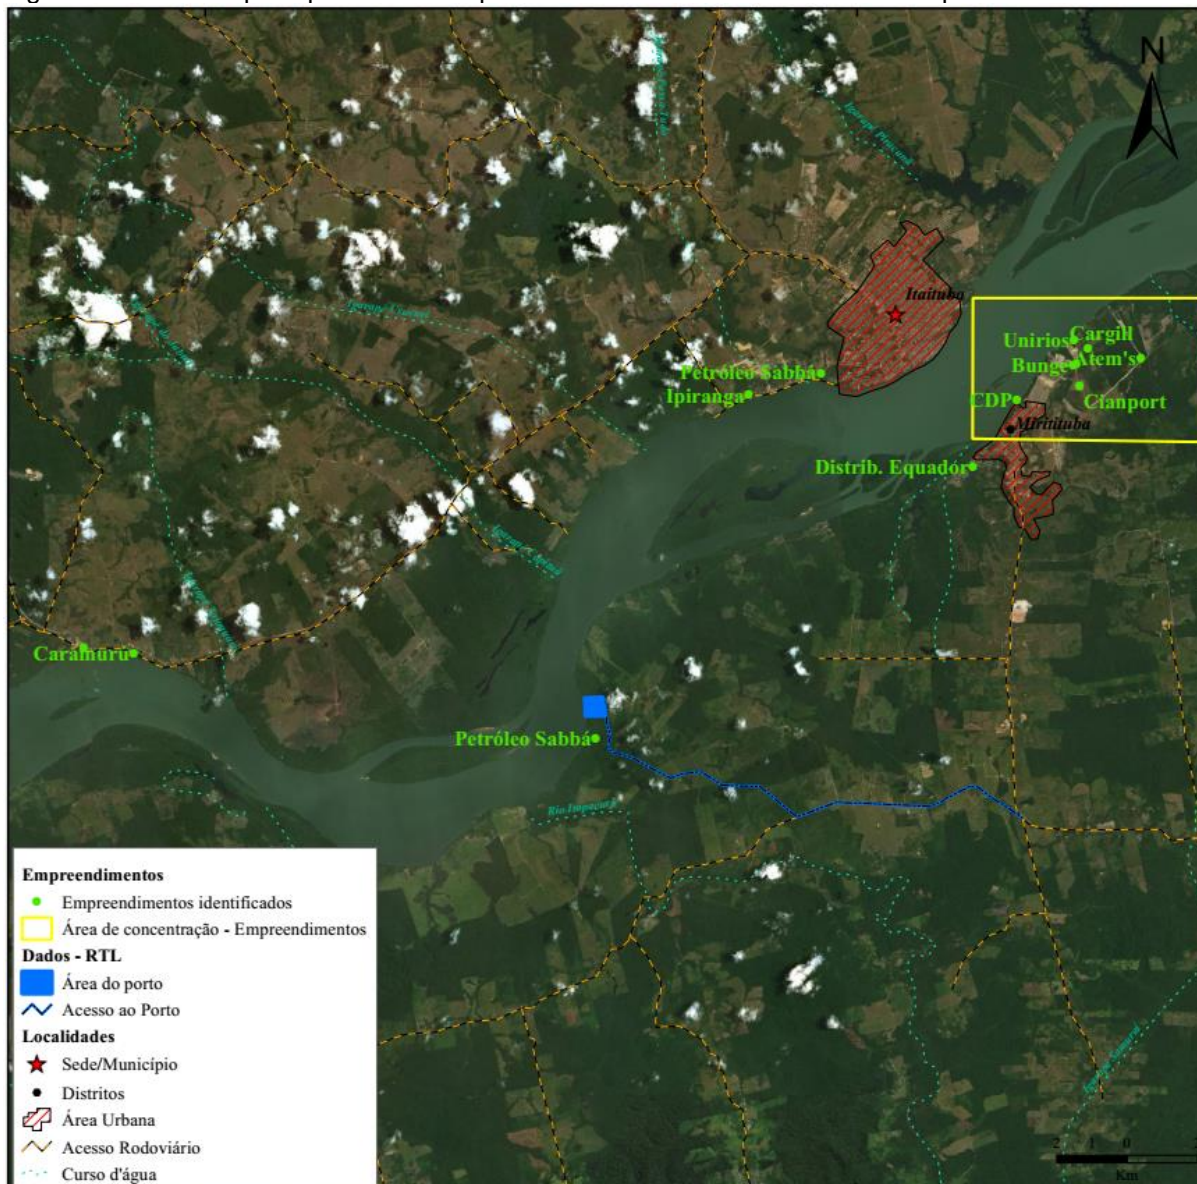 N
Igarapé Piracanã
Itaituba
Unirios
Cargill
Bunge
Atem's
Petróleo Sabbá
Ipiranga
CDP
Cianport
Miritituba
Distrib. Equador
Caramuru
Petróleo Sabbá
Empreendimentos
Empreendimentos identificados
Área de concentração - Empreendimentos
Dados - RTL
Área do porto
Acesso ao Porto
Localidades
Sede/Município
Distritos
Área Urbana
Acesso Rodoviário
Curso d'água
2 1 0
Km